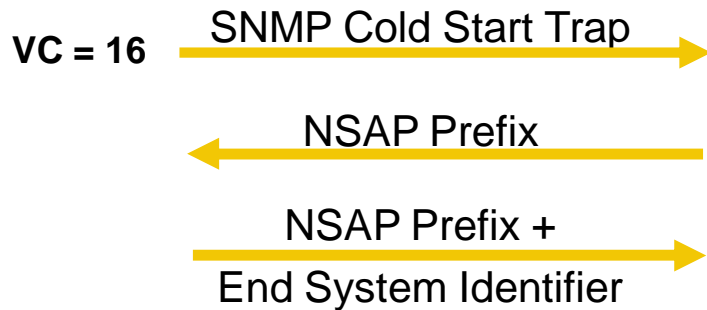 SNMP Cold Start Trap
VC = 16
NSAP Prefix
NSAP Prefix +
End System Identifier